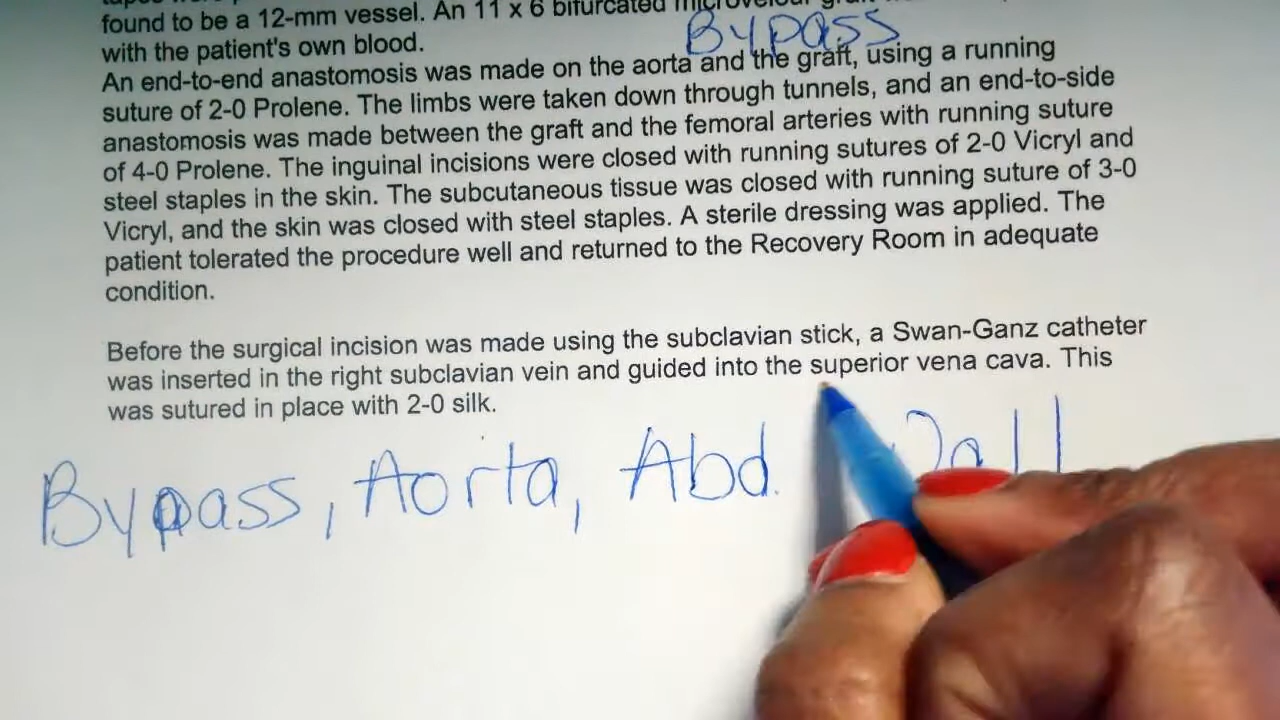 found to be a 12-mm vessel. An 11 x 6 bifurcated microvelour
Bypass
with the patient's own blood.
An end-to-end anastomosis was made on the aorta and the graft, using a running
suture of 2-0 Prolene. The limbs were taken down through tunnels, and an end-to-side
anastomosis was made between the graft and the femoral arteries with running suture
of 4-0 Prolene. The inguinal incisions were closed with running sutures of 2-0 Vicryl and
steel staples in the skin. The subcutaneous tissue was closed with running suture of 3-0
Vicryl, and the skin was closed with steel staples. A sterile dressing was applied. The
patient tolerated the procedure well and returned to the Recovery Room in adequate
condition.
Before the surgical incision was made using the subclavian stick, a Swan-Ganz catheter
was inserted in the right subclavian vein and guided into the superior vena cava. This
was sutured in place with 2-0 silk.
Bypass, Aorta, Abd.